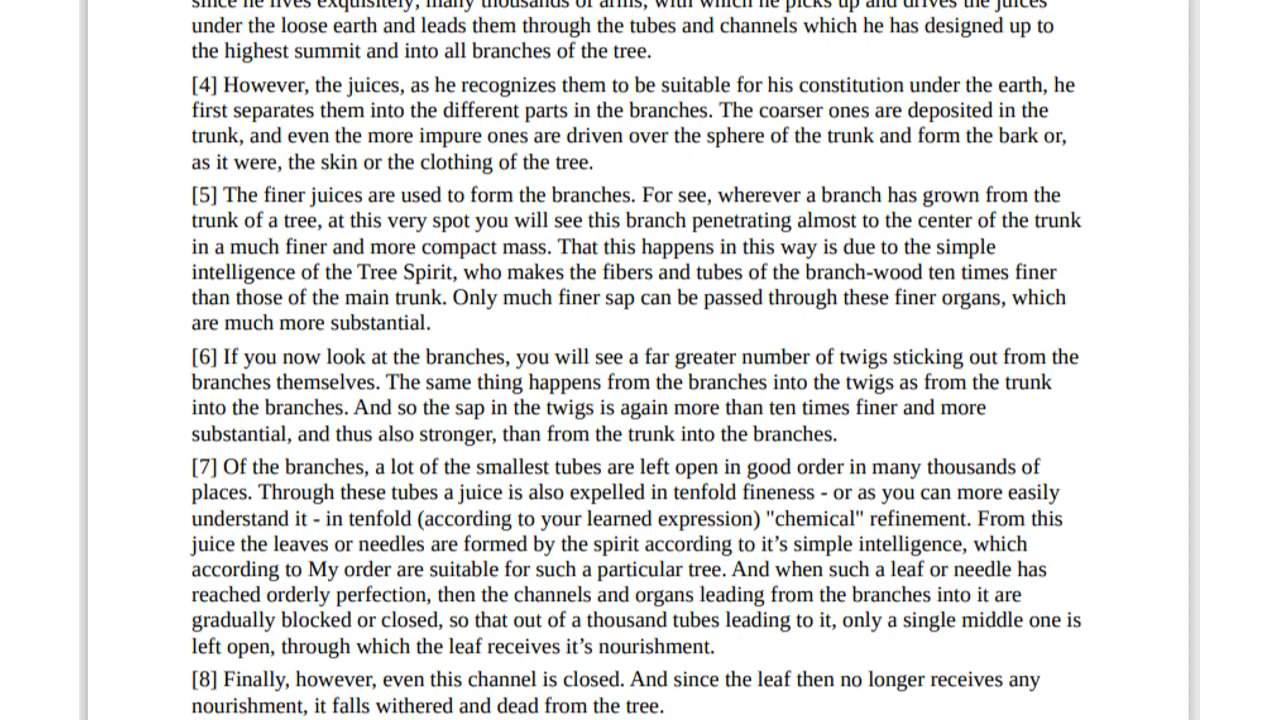 since he lives exquisitely, many thousands of arms, with which he picks up and drives the juices
under the loose earth and leads them through the tubes and channels which he has designed up to
the highest summit and into all branches of the tree.
[4] However, the juices, as he recognizes them to be suitable for his constitution under the earth, he
first separates them into the different parts in the branches. The coarser ones are deposited in the
trunk, and even the more impure ones are driven over the sphere of the trunk and form the bark or,
as it were, the skin or the clothing of the tree.
[5] The finer juices are used to form the branches. For see, wherever a branch has grown from the
trunk of a tree, at this very spot you will see this branch penetrating almost to the center of the trunk
in a much finer and more compact mass. That this happens in this way is due to the simple
intelligence of the Tree Spirit, who makes the fibers and tubes of the branch-wood ten times finer
than those of the main trunk. Only much finer sap can be passed through these finer organs, which
are much more substantial.
[6] If you now look at the branches, you will see a far greater number of twigs sticking out from the
branches themselves. The same thing happens from the branches into the twigs as from the trunk
into the branches. And so the sap in the twigs is again more than ten times finer and more
substantial, and thus also stronger, than from the trunk into the branches.
[7] Of the branches, a lot of the smallest tubes are left open in good order in many thousands of
places. Through these tubes a juice is also expelled in tenfold fineness - or as you can more easily
understand it - in tenfold (according to your learned expression) "chemical" refinement. From this
juice the leaves or needles are formed by the spirit according to it’s simple intelligence, which
according to My order are suitable for such a particular tree. And when such a leaf or needle has
reached orderly perfection, then the channels and organs leading from the branches into it are
gradually blocked or closed, so that out of a thousand tubes leading to it, only a single middle one is
left open, through which the leaf receives it’s nourishment.
[8] Finally, however, even this channel is closed. And since the leaf then no longer receives any
nourishment, it falls withered and dead from the tree.